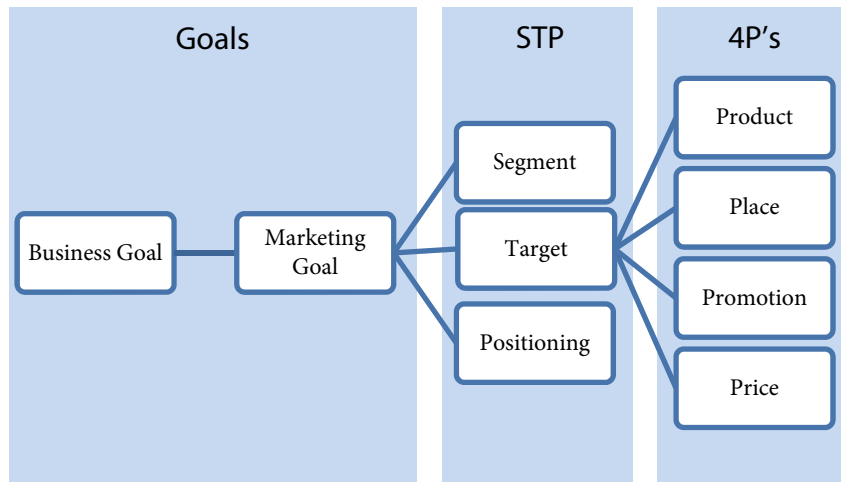 Goals
STP
4P's
Business Goal
Marketing
Goal
Segment
Target
Positioning
Product
Place
Promotion
Price